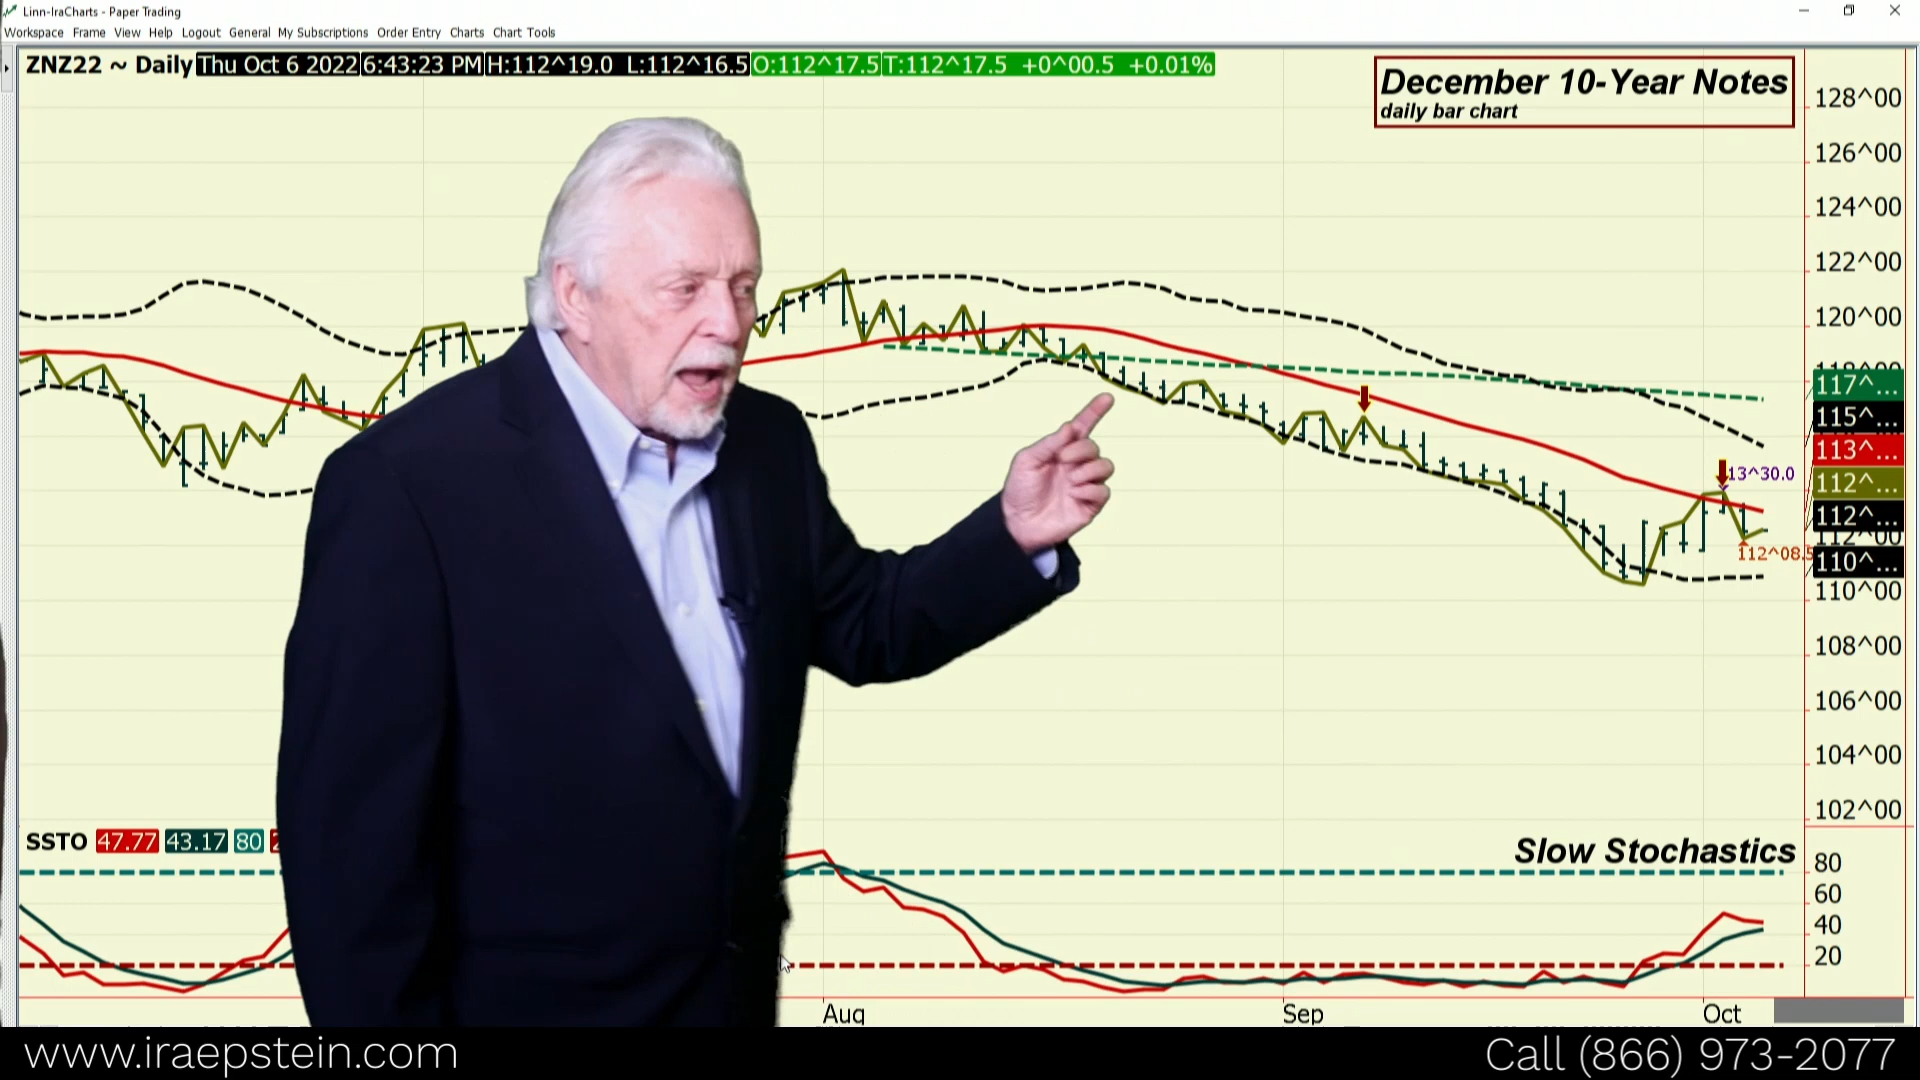 Linn-IraCharts - Paper Trading
Workspace Frame View Help Logout General My Subscriptions Order Entry Charts Chart Tools
ZNZ22 ~ Daily Thu Oct 6 2022 6:43:23 PM H:112^19.0 L:112^16.5 O:112^17.5 T:112^17.5 +0^00.5 +0.01%
December 10-Year Notes
daily bar chart
128^00
126^00
124^00
122^00
120^00
117^...
115^...
113^...
13^30.0
112^...
112^...
112^00
112^08.5
110^...
110^00
108^00
106^00
104^00
102^00
SSTO 47.77 43.17 80
Slow Stochastics
80
60
40
20
Aug Sep Oct
www.iraepstein.com
Call (866) 973-2077